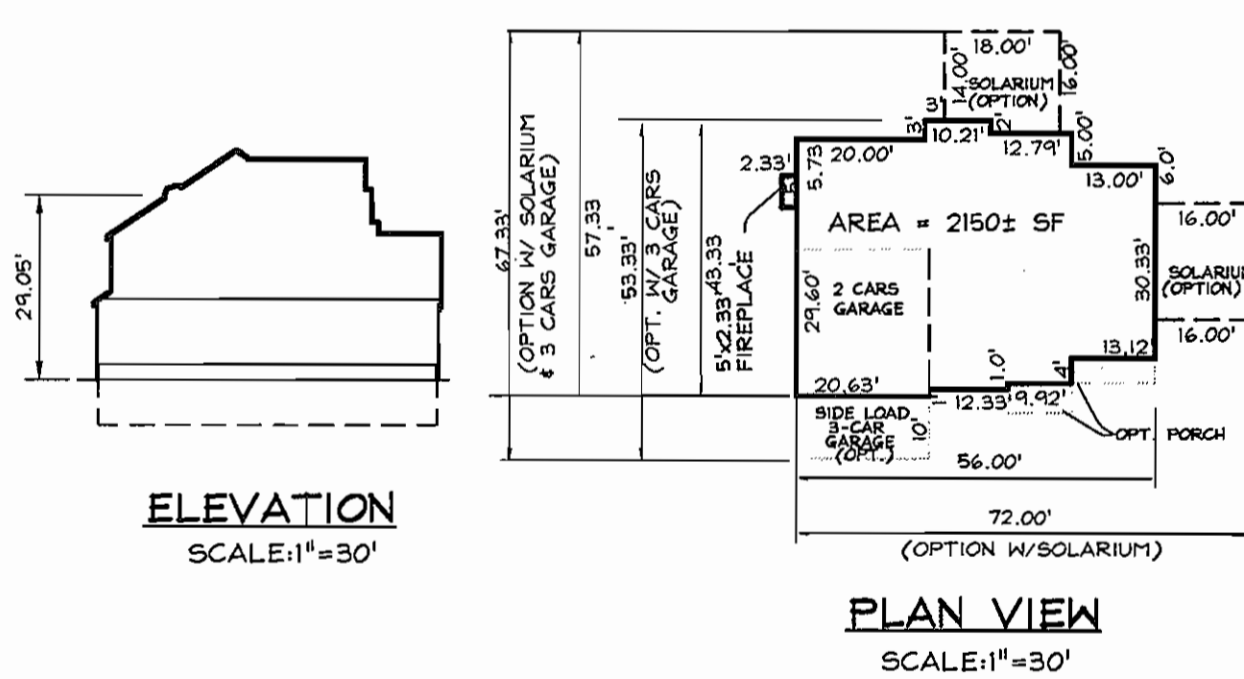 29.05'
ELEVATION
SCALE:1"=30'
67.33'
(OPTION W/ SOLARIUM
& 3 CARS GARAGE)
57.33'
53.33'
(OPT. W/ 3 CARS
GARAGE)
43.33
5'x2.33'
FIREPLACE
2.33'
5'
5.73
20.00'
3'
3'
10.21'
2'
14.00'
18.00'
16.00'
SOLARIUM
(OPTION)
12.79'
5.00'
13.00'
6.0'
AREA = 2150± SF
16.00'
SOLARIU
(OPTION)
16.00'
30.33'
29.60'
2 CARS
GARAGE
20.63'
12.33'
1.0'
9.92'
4'
13.12'
SIDE LOAD
3-CAR
GARAGE
(OPT.)
10'
OPT. PORCH
56.00'
72.00'
(OPTION W/SOLARIUM)
PLAN VIEW
SCALE:1"=30'